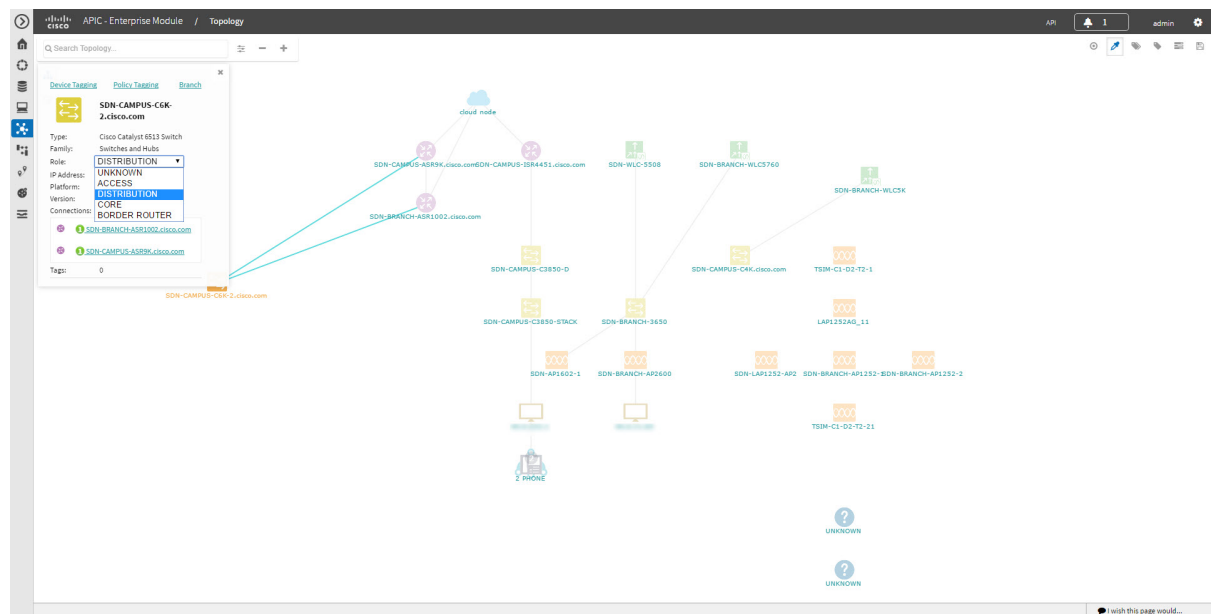 cisco
APIC - Enterprise Module / Topology
API
1
admin
Search Topology...
Device Tagging Policy Tagging Branch
SDN-CAMPUS-C6K-
2.cisco.com
Type: Cisco Catalyst 6513 Switch
Family: Switches and Hubs
Role: DISTRIBUTION
UNKNOWN
ACCESS
DISTRIBUTION
CORE
BORDER ROUTER
IP Address:
Platform:
Version:
Connections:
1 SDN-BRANCH-ASR1002.cisco.com
1 SDN-CAMPUS-ASR9K.cisco.com
Tags: 0
SDN-CAMPUS-C6K-2.cisco.com
cloud node
SDN-CAMPUS-ASR9K.cisco.com
SDN-CAMPUS-ISR4451.cisco.com
SDN-WLC-5508
SDN-BRANCH-WLC5760
SDN-BRANCH-WLC5K
SDN-BRANCH-ASR1002.cisco.com
SDN-CAMPUS-C3850-D
SDN-CAMPUS-C4K.cisco.com
TSIM-C1-D2-T2-1
SDN-CAMPUS-C3850-STACK
SDN-BRANCH-3650
LAP1252AG_11
SDN-AP1602-1
SDN-BRANCH-AP2600
SDN-LAP1252-AP2
SDN-BRANCH-AP1252-
SDN-BRANCH-AP1252-2
TSIM-C1-D2-T2-21
2 PHONE
UNKNOWN
UNKNOWN
I wish this page would...